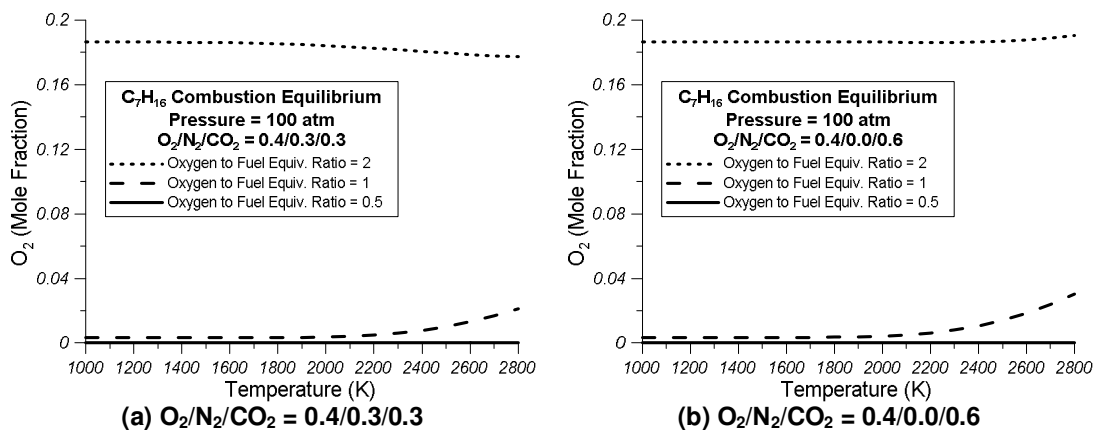 0.2
0.16
0.12
0.08
0.04
0
O₂ (Mole Fraction)
C₇H₁₆ Combustion Equilibrium
Pressure = 100 atm
O₂/N₂/CO₂ = 0.4/0.3/0.3
Oxygen to Fuel Equiv. Ratio = 2
Oxygen to Fuel Equiv. Ratio = 1
Oxygen to Fuel Equiv. Ratio = 0.5
1000 1200 1400 1600 1800 2000 2200 2400 2600 2800
Temperature (K)
(a) O₂/N₂/CO₂ = 0.4/0.3/0.3
0.2
0.16
0.12
0.08
0.04
0
O₂ (Mole Fraction)
C₇H₁₆ Combustion Equilibrium
Pressure = 100 atm
O₂/N₂/CO₂ = 0.4/0.0/0.6
Oxygen to Fuel Equiv. Ratio = 2
Oxygen to Fuel Equiv. Ratio = 1
Oxygen to Fuel Equiv. Ratio = 0.5
1000 1200 1400 1600 1800 2000 2200 2400 2600 2800
Temperature (K)
(b) O₂/N₂/CO₂ = 0.4/0.0/0.6